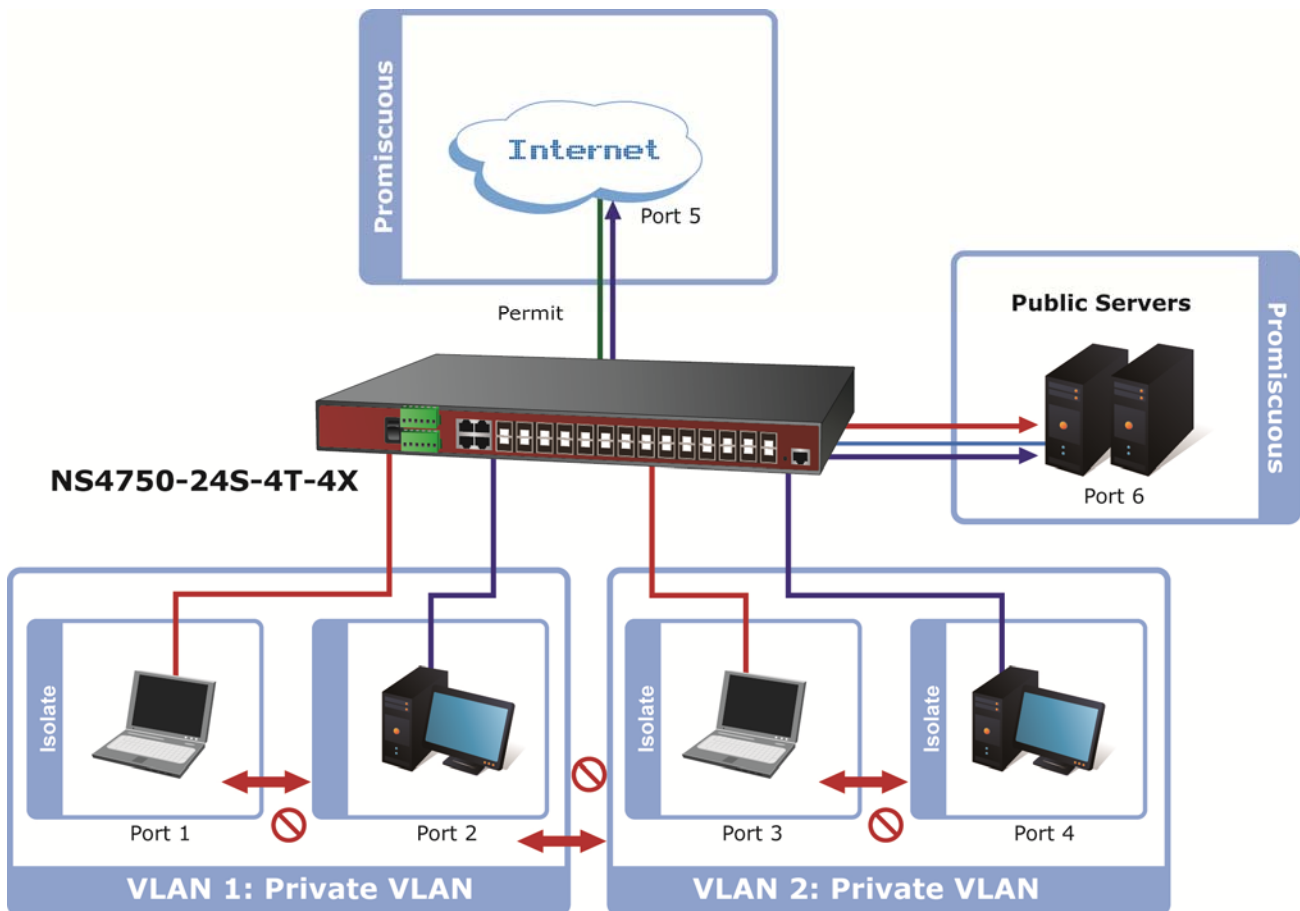 Promiscuous
Internet
Port 5
Permit
Public Servers
Promiscuous
Port 6
NS4750-24S-4T-4X
Isolate
Port 1
Port 2
Isolate
Port 3
Isolate
Port 4
VLAN 1: Private VLAN
VLAN 2: Private VLAN